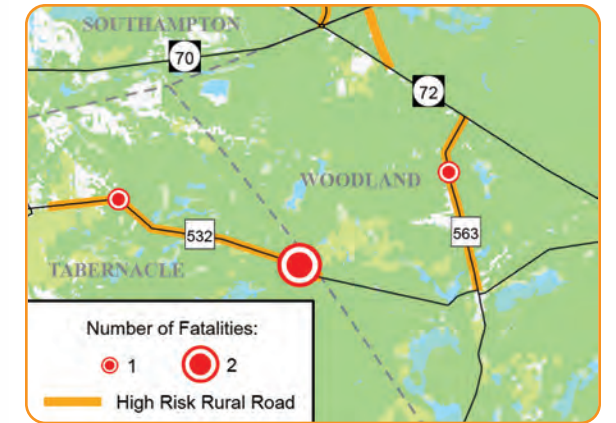 SOUTHAMPTON
70
72
WOODLAND
532
563
TABERNACLE
Number of Fatalities:
1 2
High Risk Rural Road